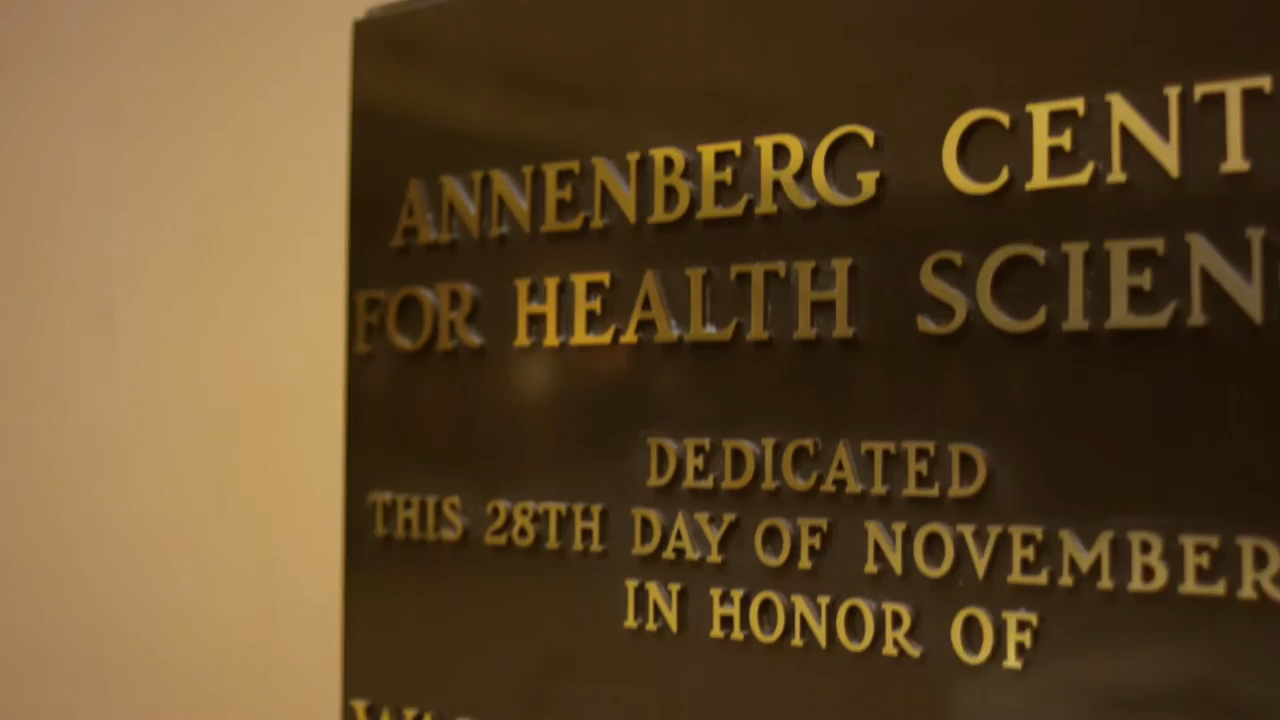 ANNENBERG CENT
FOR HEALTH SCIEN
DEDICATED
THIS 28TH DAY OF NOVEMBER
IN HONOR OF